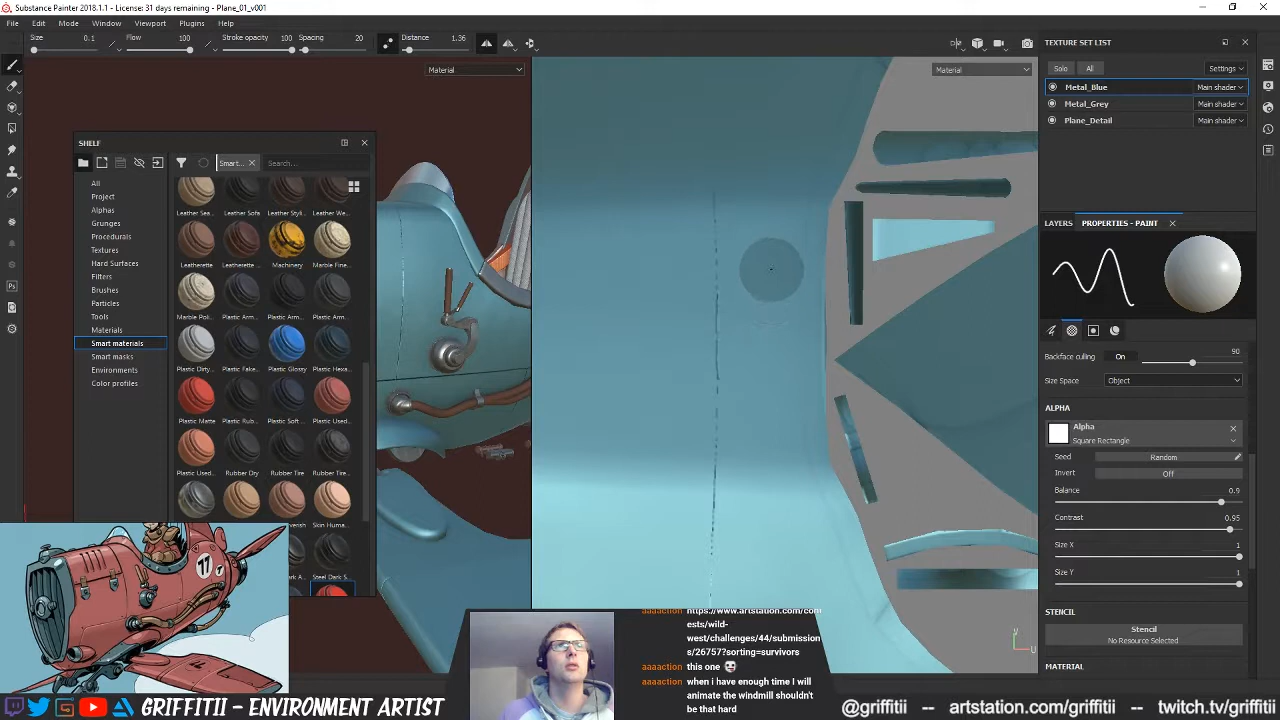 Substance Painter 2018.1.1 - License: 31 days remaining - Plane_01_v001
File Edit Mode Window Viewport Plugins Help
Size 0.1 Flow 100 Stroke opacity 100 Spacing 20 Distance 1.36
Material
Material
SHELF
Smart...
Search...
All
Project
Alphas
Grunges
Procedurals
Textures
Hard Surfaces
Filters
Brushes
Particles
Tools
Materials
Smart materials
Smart masks
Environments
Color profiles
Leather Sea... Leather Sofa Leather Styli... Leather We...
Leatherette Leatherette ... Machinery Marble Fine...
Marble Poli... Plastic Arm... Plastic Arm... Plastic Arm...
Plastic Dirty... Plastic Fake... Plastic Glossy Plastic Hexa...
Plastic Matte Plastic Rub... Plastic Soft ... Plastic Used...
Plastic Used... Rubber Dry Rubber Tire Rubber Tire...
Skin Huma...
Steel Dark S...
TEXTURE SET LIST
Solo All Settings
Metal_Blue Main shader
Metal_Grey Main shader
Plane_Detail Main shader
LAYERS PROPERTIES - PAINT
Backface culling On 90
Size Space Object
ALPHA
Alpha
Square Rectangle
Seed Random
Invert Off
Balance 0.9
Contrast 0.95
Size X 1
Size Y 1
STENCIL
Stencil
No Resource Selected
MATERIAL
17
aaaaction https://www.artstation.com/cont
ests/wild-
west/challenges/44/submission
s/26757?sorting=survivors
aaaaction this one
aaaaction when i have enough time I will
animate the windmill shouldn't
be that hard
GRIFFITII - ENVIRONMENT ARTIST
@griffitii -- artstation.com/griffitii -- twitch.tv/griffitii